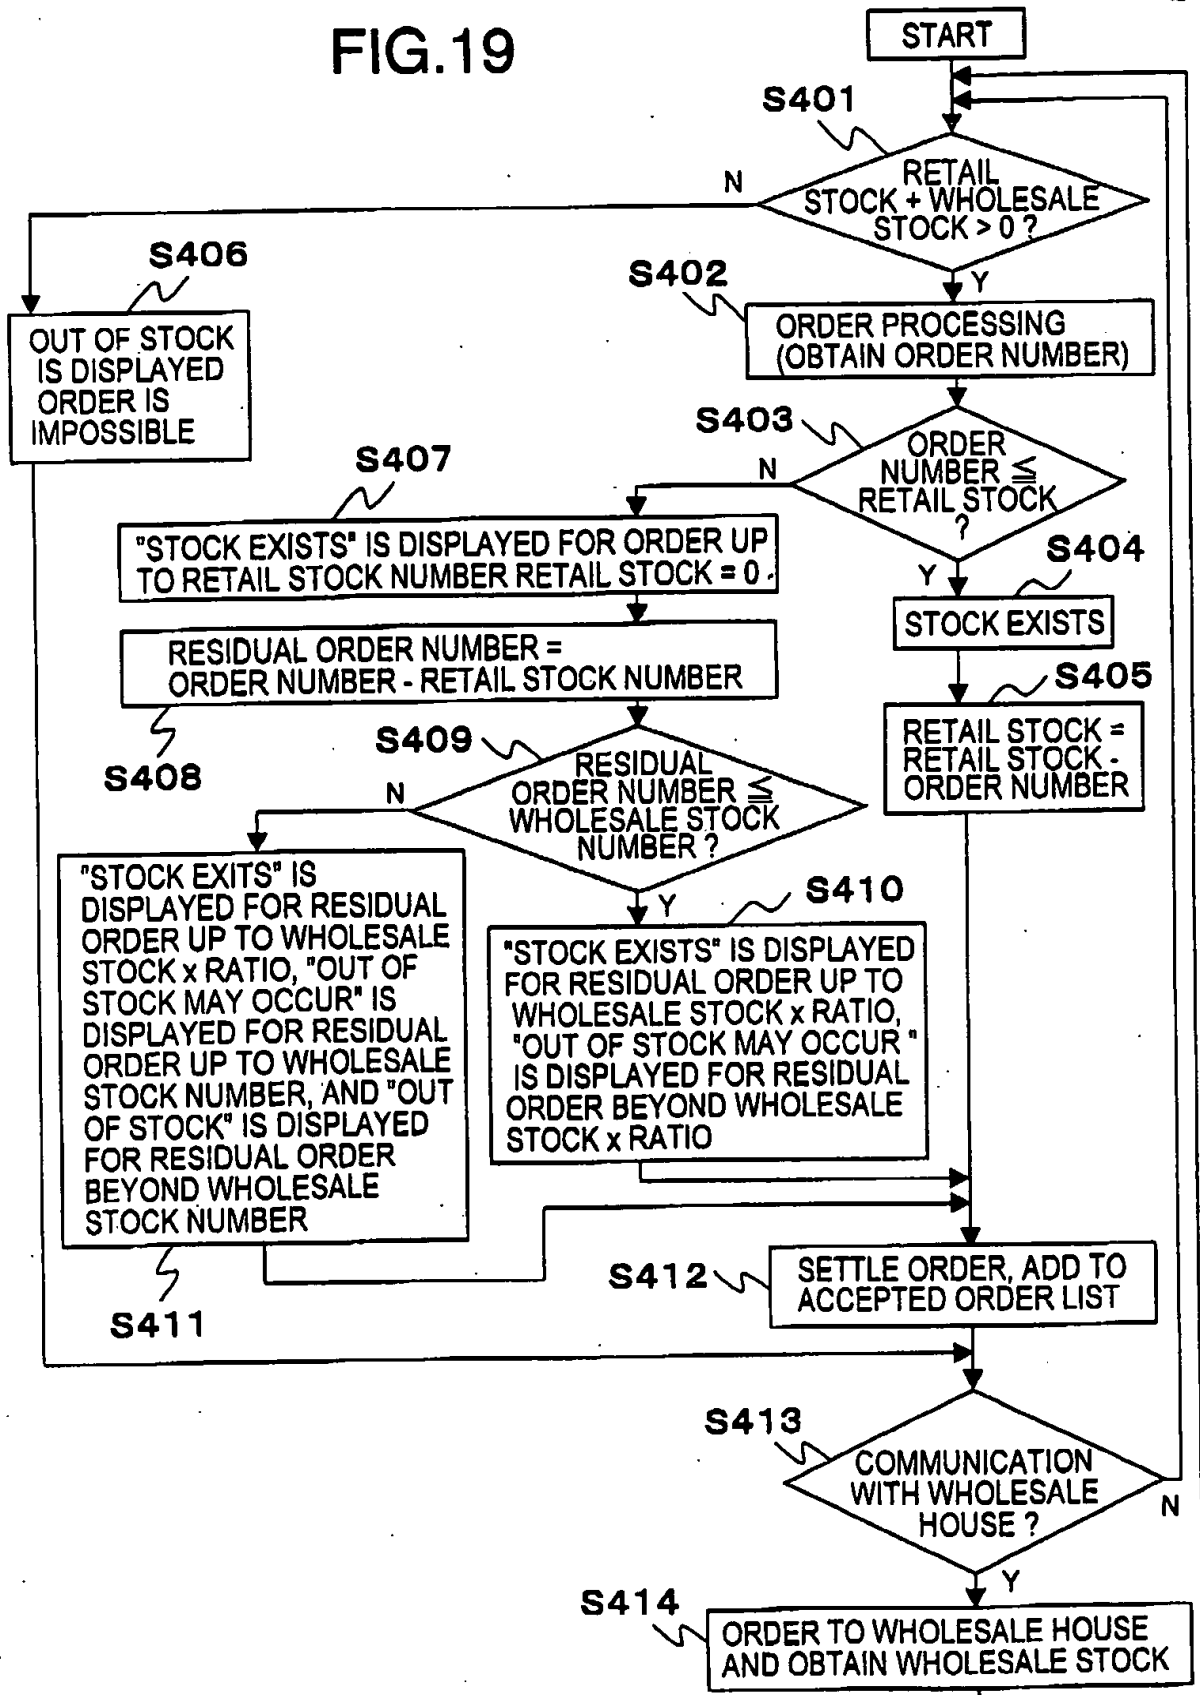 FIG.19
START
S401
RETAIL
STOCK + WHOLESALE
STOCK > 0 ?
N
Y
S406
OUT OF STOCK
IS DISPLAYED
ORDER IS
IMPOSSIBLE
S402
ORDER PROCESSING
(OBTAIN ORDER NUMBER)
S403
ORDER
NUMBER ≦
RETAIL STOCK
?
N
Y
S407
"STOCK EXISTS" IS DISPLAYED FOR ORDER UP
TO RETAIL STOCK NUMBER RETAIL STOCK = 0
S404
STOCK EXISTS
RESIDUAL ORDER NUMBER =
ORDER NUMBER - RETAIL STOCK NUMBER
S408
S405
RETAIL STOCK =
RETAIL STOCK -
ORDER NUMBER
S409
RESIDUAL
ORDER NUMBER ≦
WHOLESALE STOCK
NUMBER ?
N
Y
"STOCK EXITS" IS
DISPLAYED FOR RESIDUAL
ORDER UP TO WHOLESALE
STOCK x RATIO, "OUT OF
STOCK MAY OCCUR" IS
DISPLAYED FOR RESIDUAL
ORDER UP TO WHOLESALE
STOCK NUMBER, AND "OUT
OF STOCK" IS DISPLAYED
FOR RESIDUAL ORDER
BEYOND WHOLESALE
STOCK NUMBER
S411
S410
"STOCK EXISTS" IS DISPLAYED
FOR RESIDUAL ORDER UP TO
WHOLESALE STOCK x RATIO,
"OUT OF STOCK MAY OCCUR "
IS DISPLAYED FOR RESIDUAL
ORDER BEYOND WHOLESALE
STOCK x RATIO
S412
SETTLE ORDER, ADD TO
ACCEPTED ORDER LIST
S413
COMMUNICATION
WITH WHOLESALE
HOUSE ?
N
Y
S414
ORDER TO WHOLESALE HOUSE
AND OBTAIN WHOLESALE STOCK